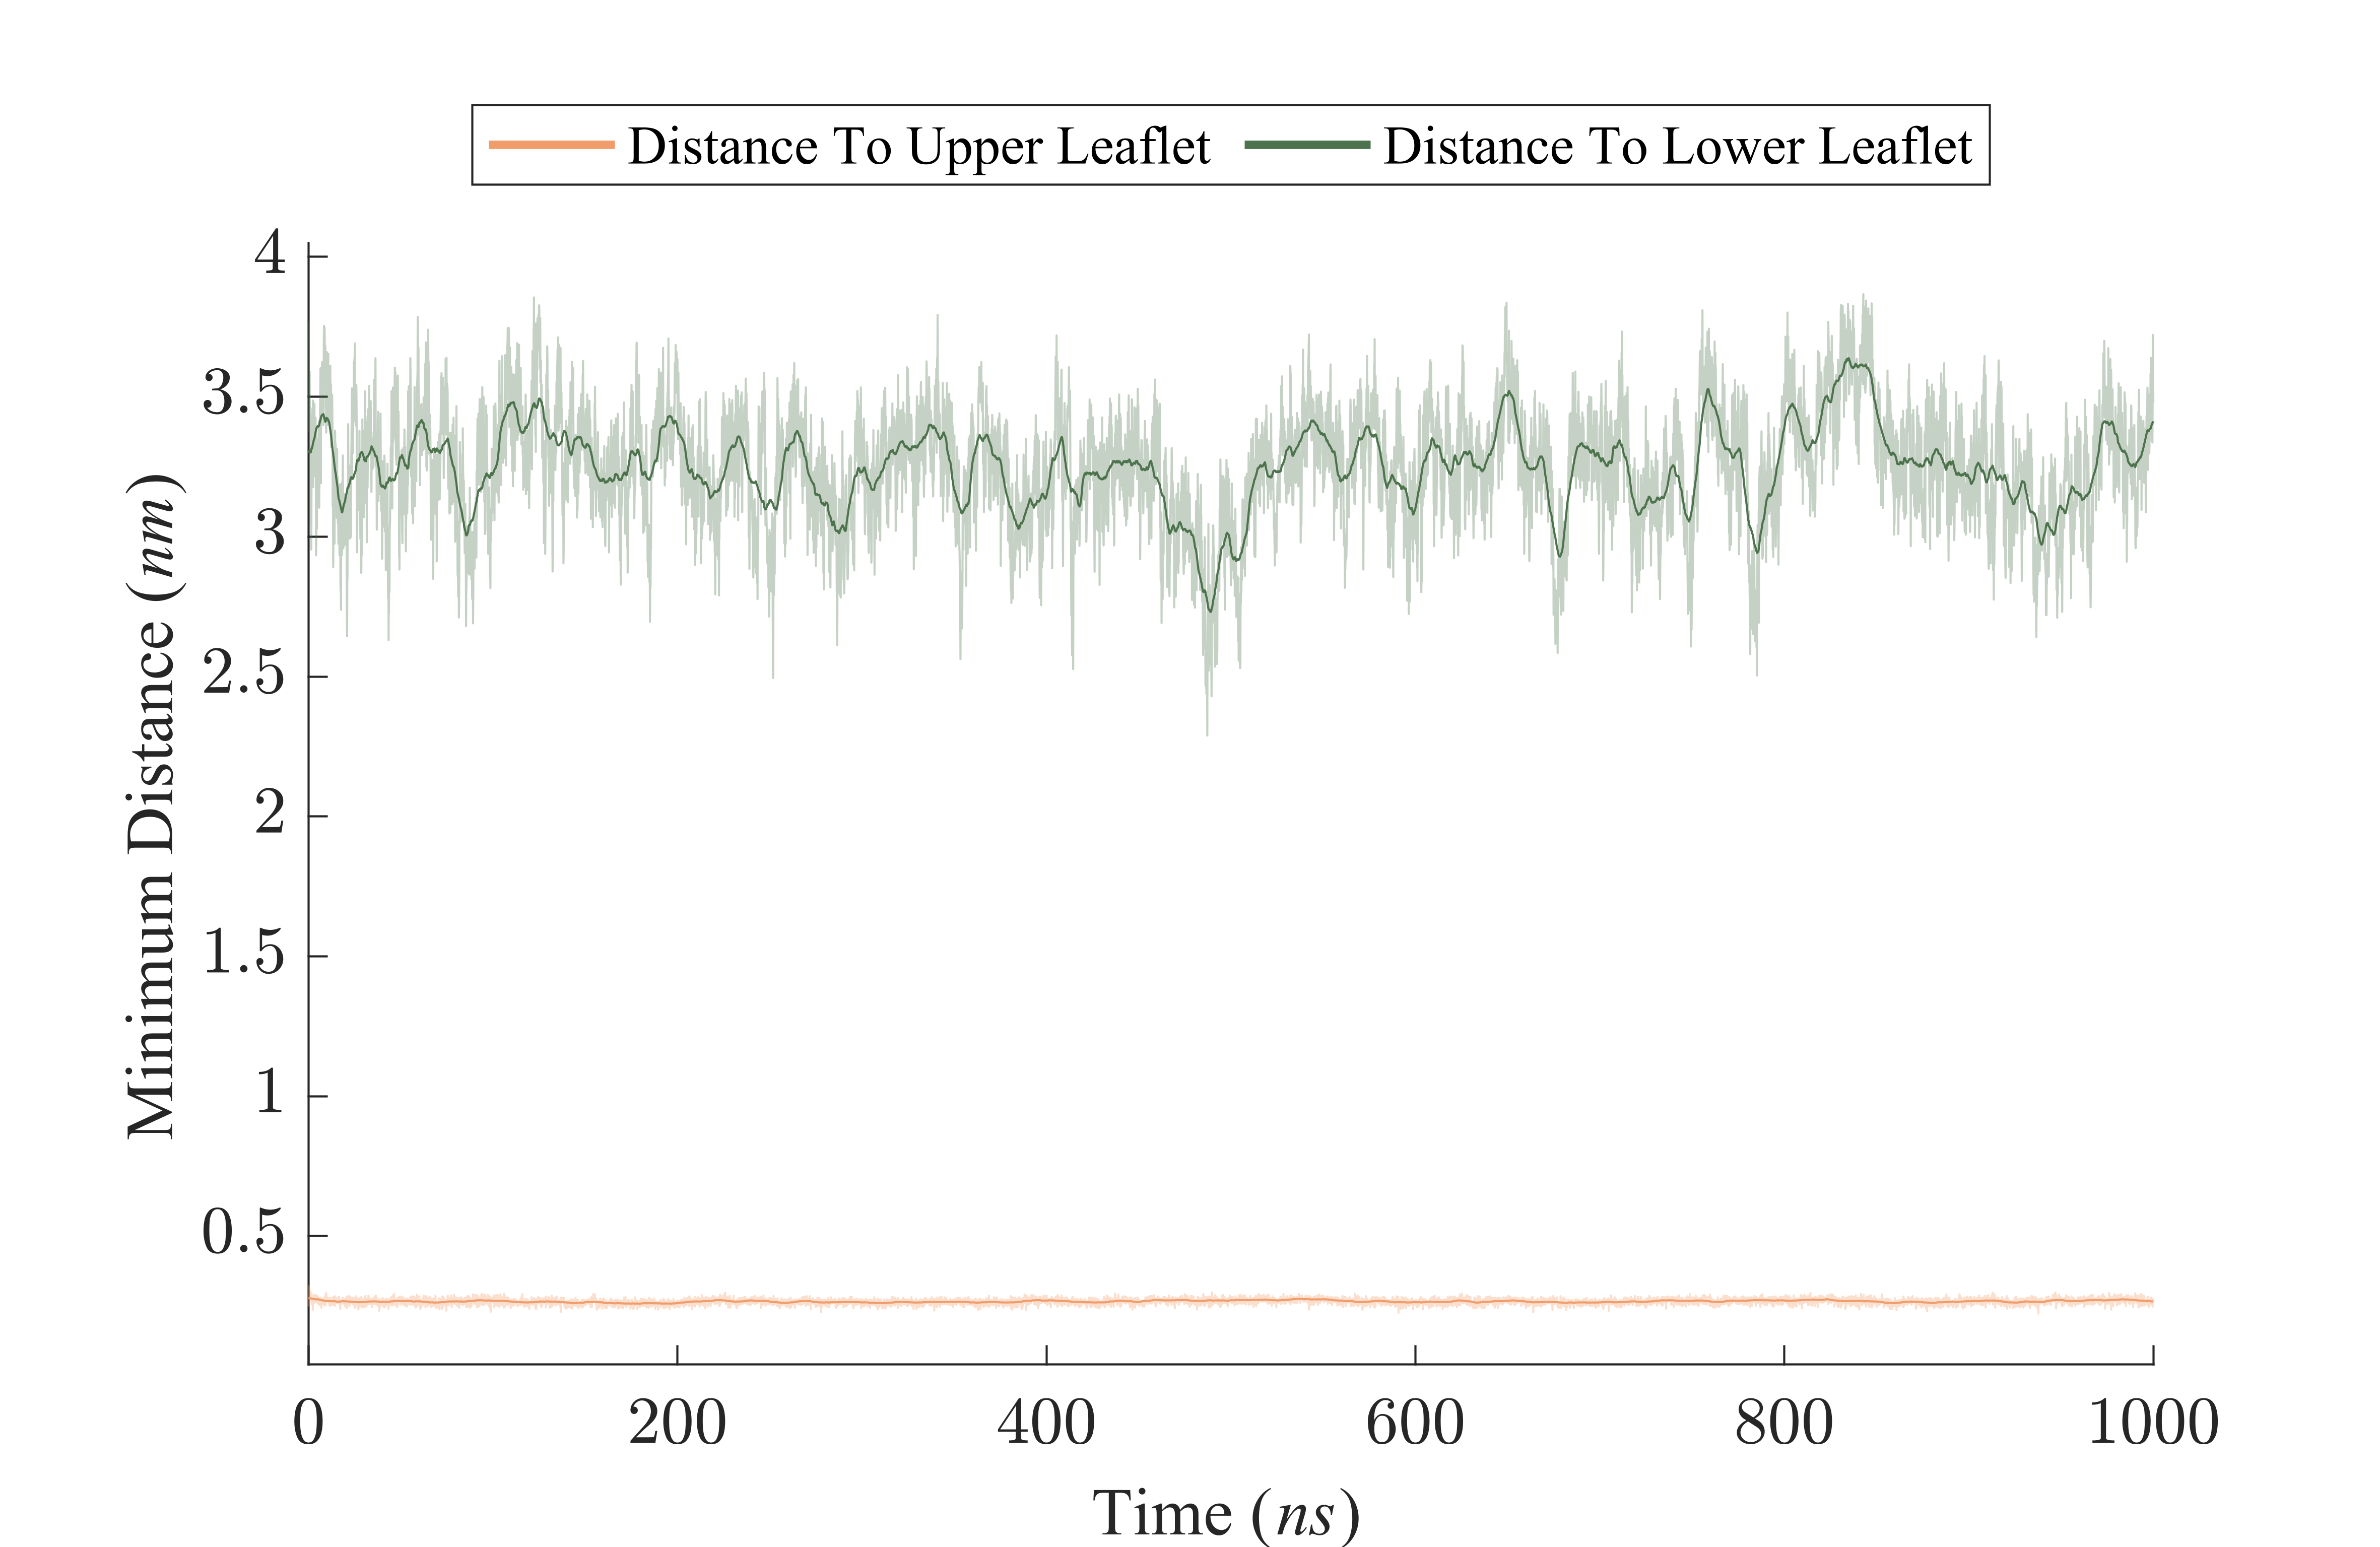 Distance To Upper Leaflet Distance To Lower Leaflet
4
3.5
3
2.5
2
1.5
1
0.5
Minimum Distance (nm)
0 200 400 600 800 1000
Time (ns)